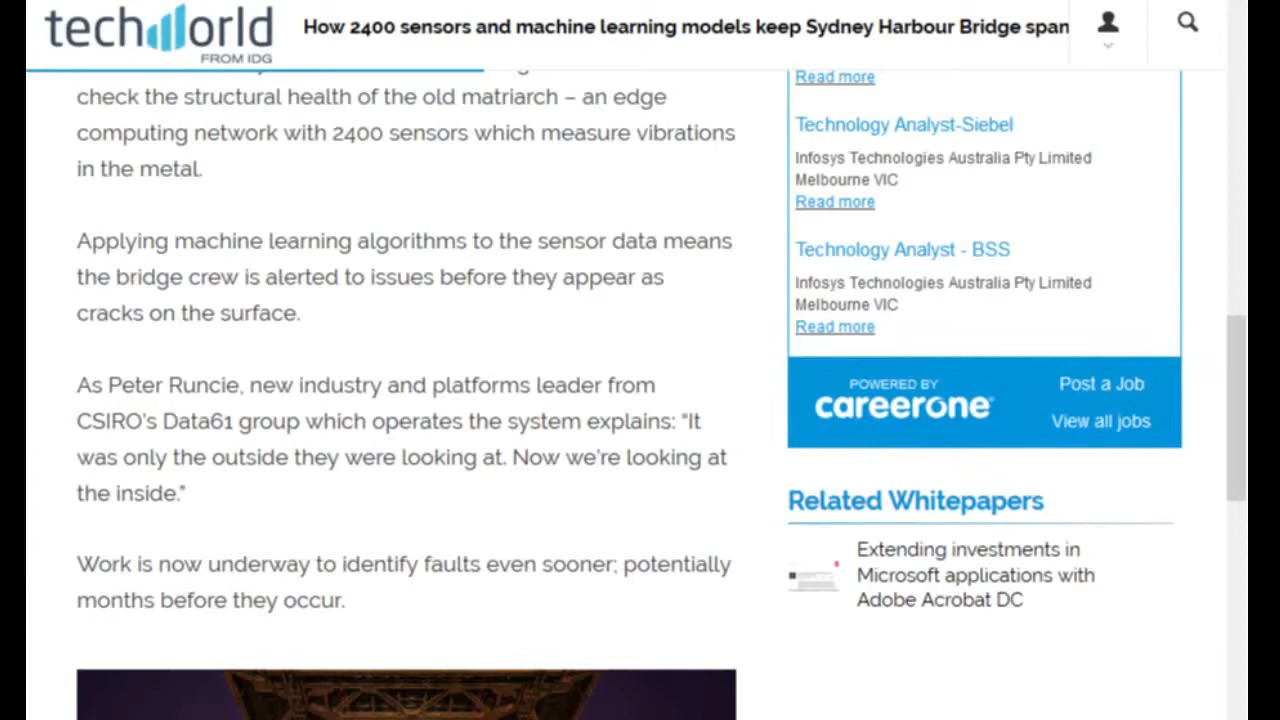 techworld
FROM IDG
How 2400 sensors and machine learning models keep Sydney Harbour Bridge span
check the structural health of the old matriarch – an edge
computing network with 2400 sensors which measure vibrations
in the metal.
Applying machine learning algorithms to the sensor data means
the bridge crew is alerted to issues before they appear as
cracks on the surface.
As Peter Runcie, new industry and platforms leader from
CSIRO's Data61 group which operates the system explains: “It
was only the outside they were looking at. Now we're looking at
the inside.”
Work is now underway to identify faults even sooner; potentially
months before they occur.
Read more
Technology Analyst-Siebel
Infosys Technologies Australia Pty Limited
Melbourne VIC
Read more
Technology Analyst - BSS
Infosys Technologies Australia Pty Limited
Melbourne VIC
Read more
POWERED BY
careerone
Post a Job
View all jobs
Related Whitepapers
Extending investments in
Microsoft applications with
Adobe Acrobat DC